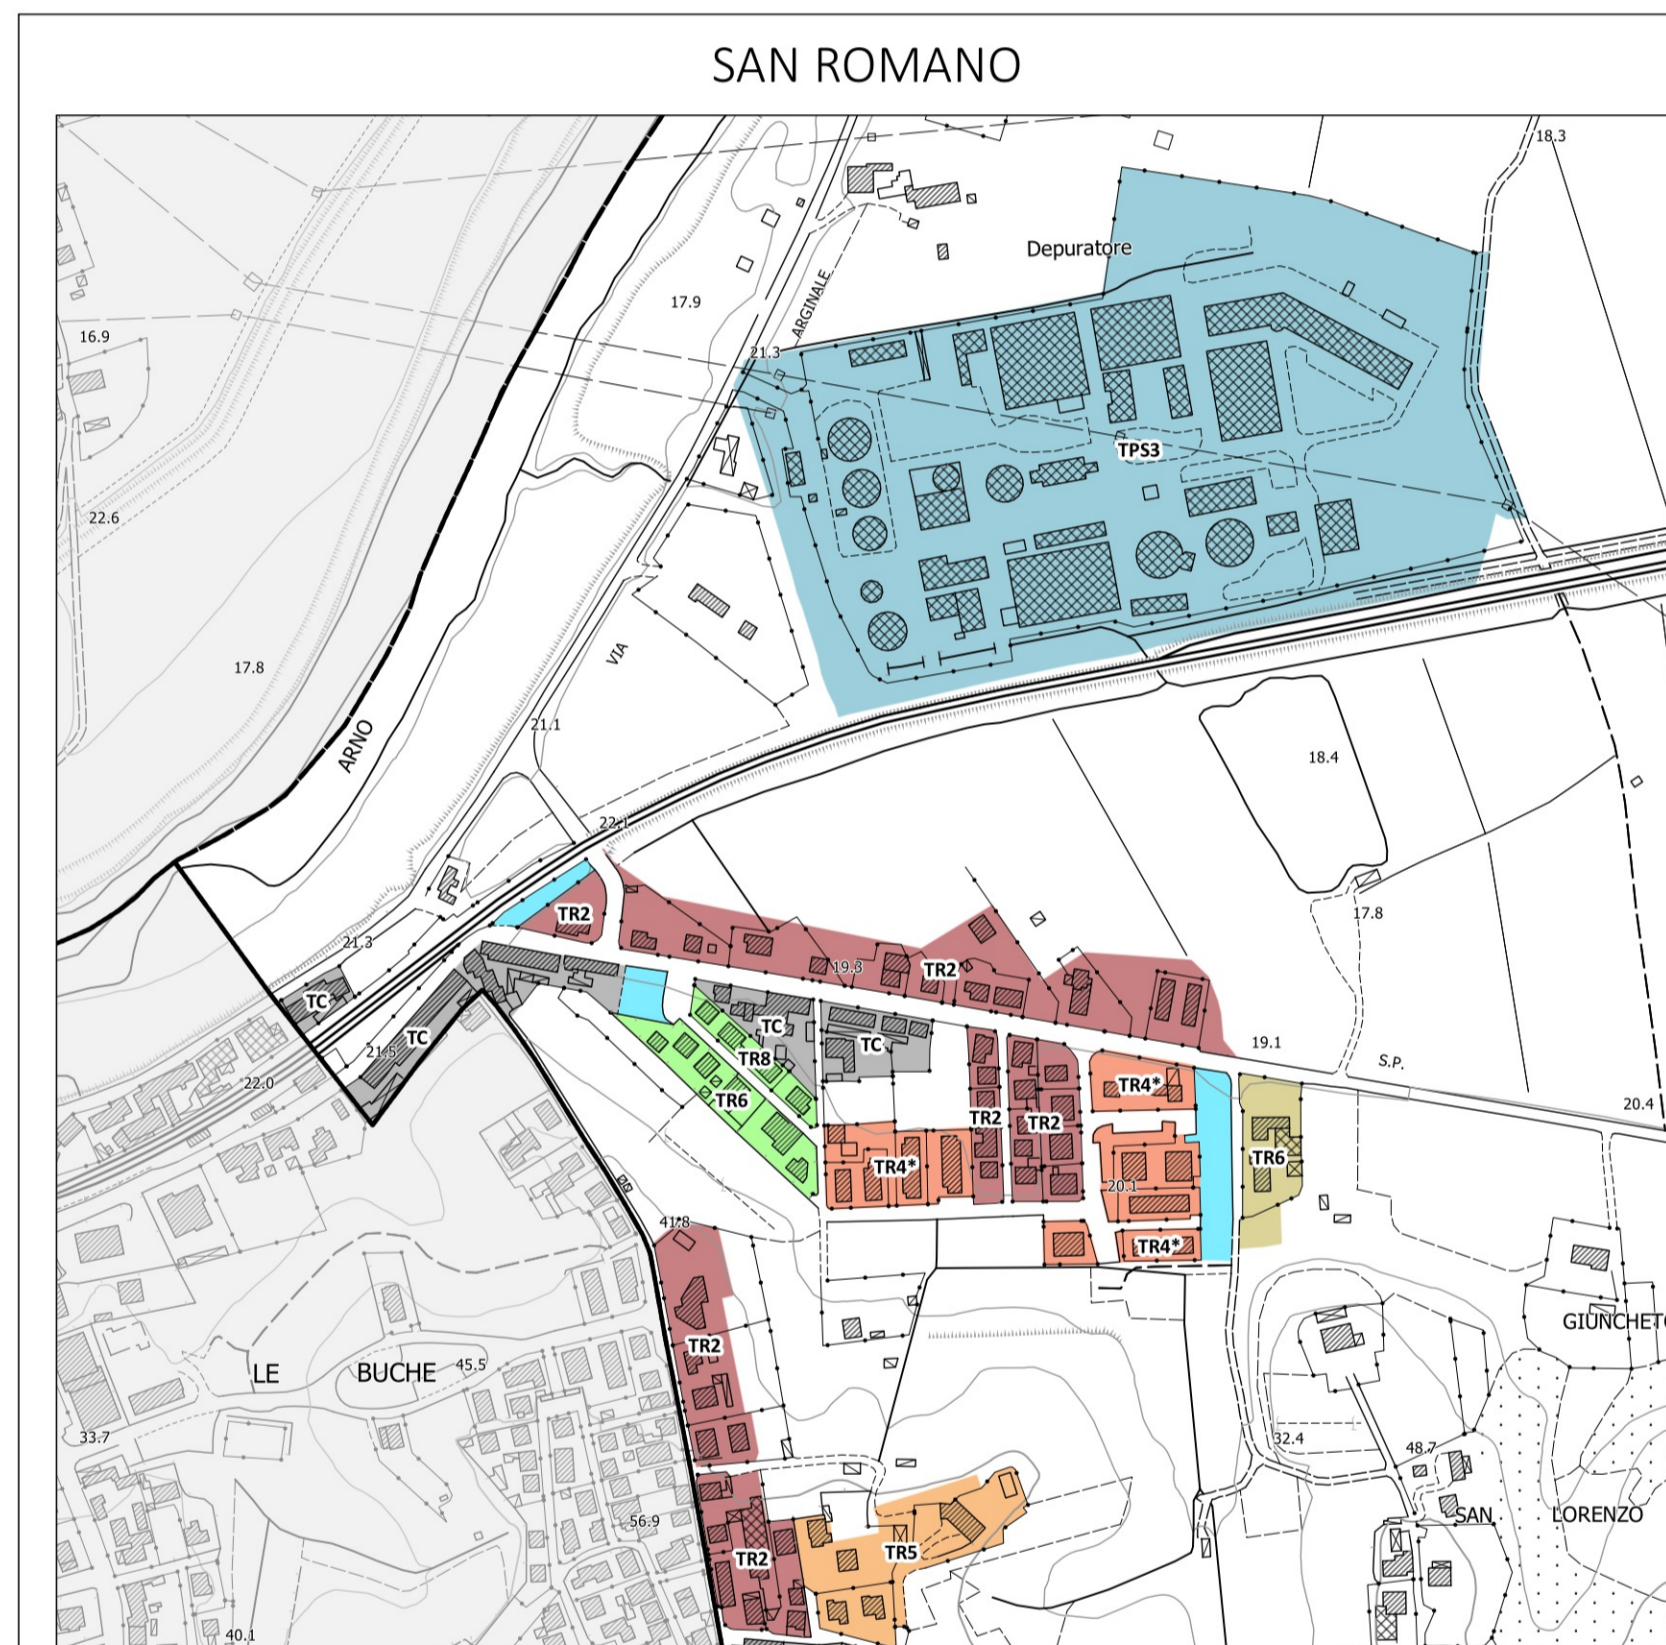 SAN ROMANO
18.3
Depuratore
17.9
ARGINALE
16.9
21.3
TPS3
22.6
17.8
VIA
21.1
ARNO
18.4
22.1
TR2
17.8
21.3
19.3
TR2
TC
TC
TC
TC
21.5
19.1
S.P.
22.0
TR8
TR6
TR4*
20.4
TR2
TR2
TR4*
TR6
20.1
41.8
TR4*
GIUNCHETO
TR2
LE BUCHE
45.5
33.7
32.4
48.7
56.9
SAN LORENZO
TR2
TR5
40.1